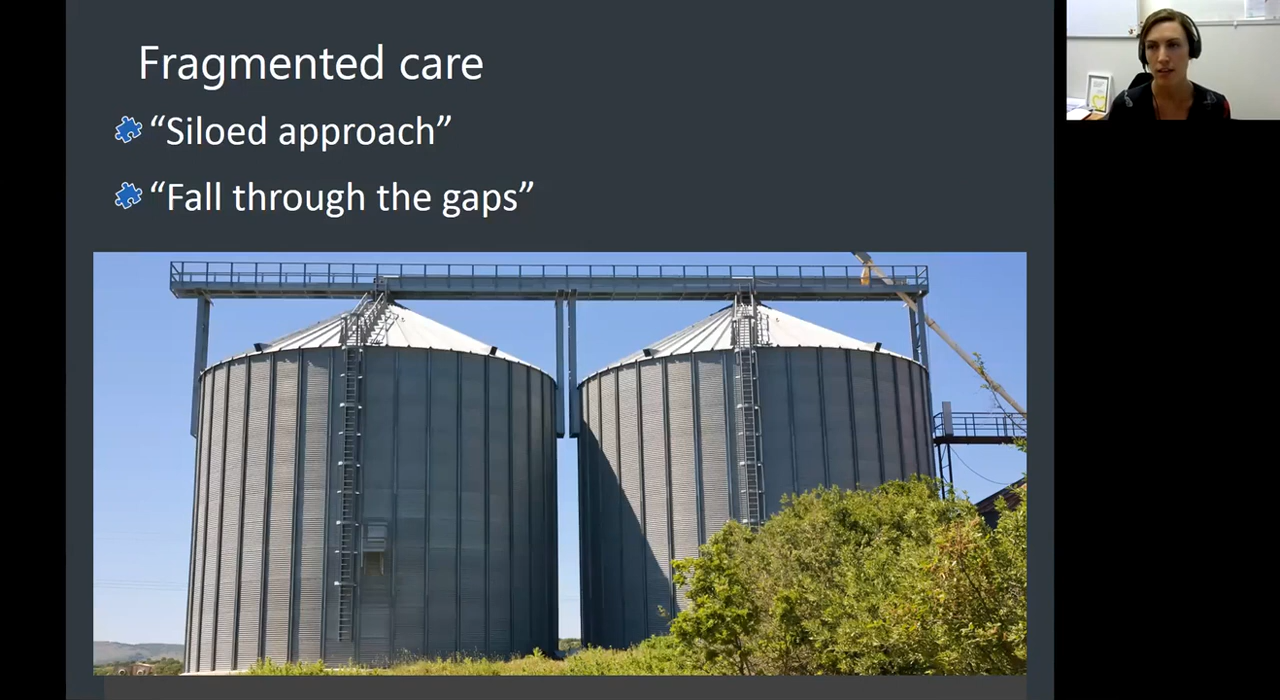 Fragmented care
“Siloed approach”
“Fall through the gaps”